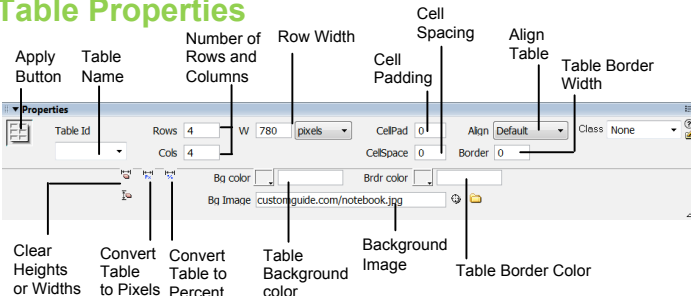 Table Properties
Apply Button
Table Name
Number of Rows and Columns
Row Width
Cell Padding
Cell Spacing
Align Table
Table Border Width
Properties
Table Id
Rows 4
W 780 pixels
CellPad 0
Align Default
Class None
Cols 4
CellSpace 0
Border 0
Bg color
Brdr color
Bg Image customguide.com/notebook.jpg
Clear Heights or Widths
Convert Table to Pixels
Convert Table to Percent
Table Background color
Background Image
Table Border Color